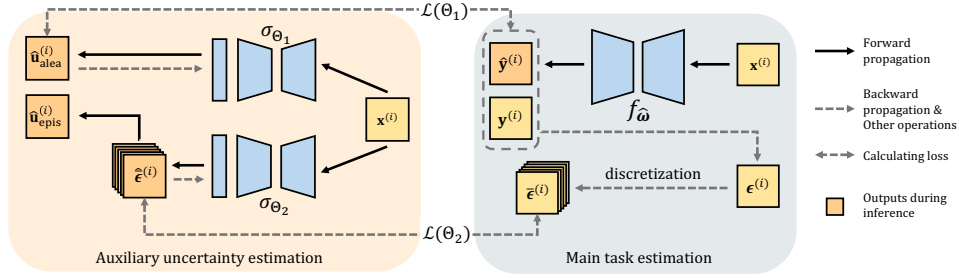 ℒ(Θ₁)
û_alea^(i)
σ_Θ₁
x^(i)
û_epis^(i)
ϵ̂̄^(i)
σ_Θ₂
ℒ(Θ₂)
Auxiliary uncertainty estimation
ŷ^(i)
y^(i)
f_ω̂
x^(i)
ϵ̄^(i)
discretization
ϵ^(i)
Main task estimation
Forward
propagation
Backward
propagation &
Other operations
Calculating loss
Outputs during
inference